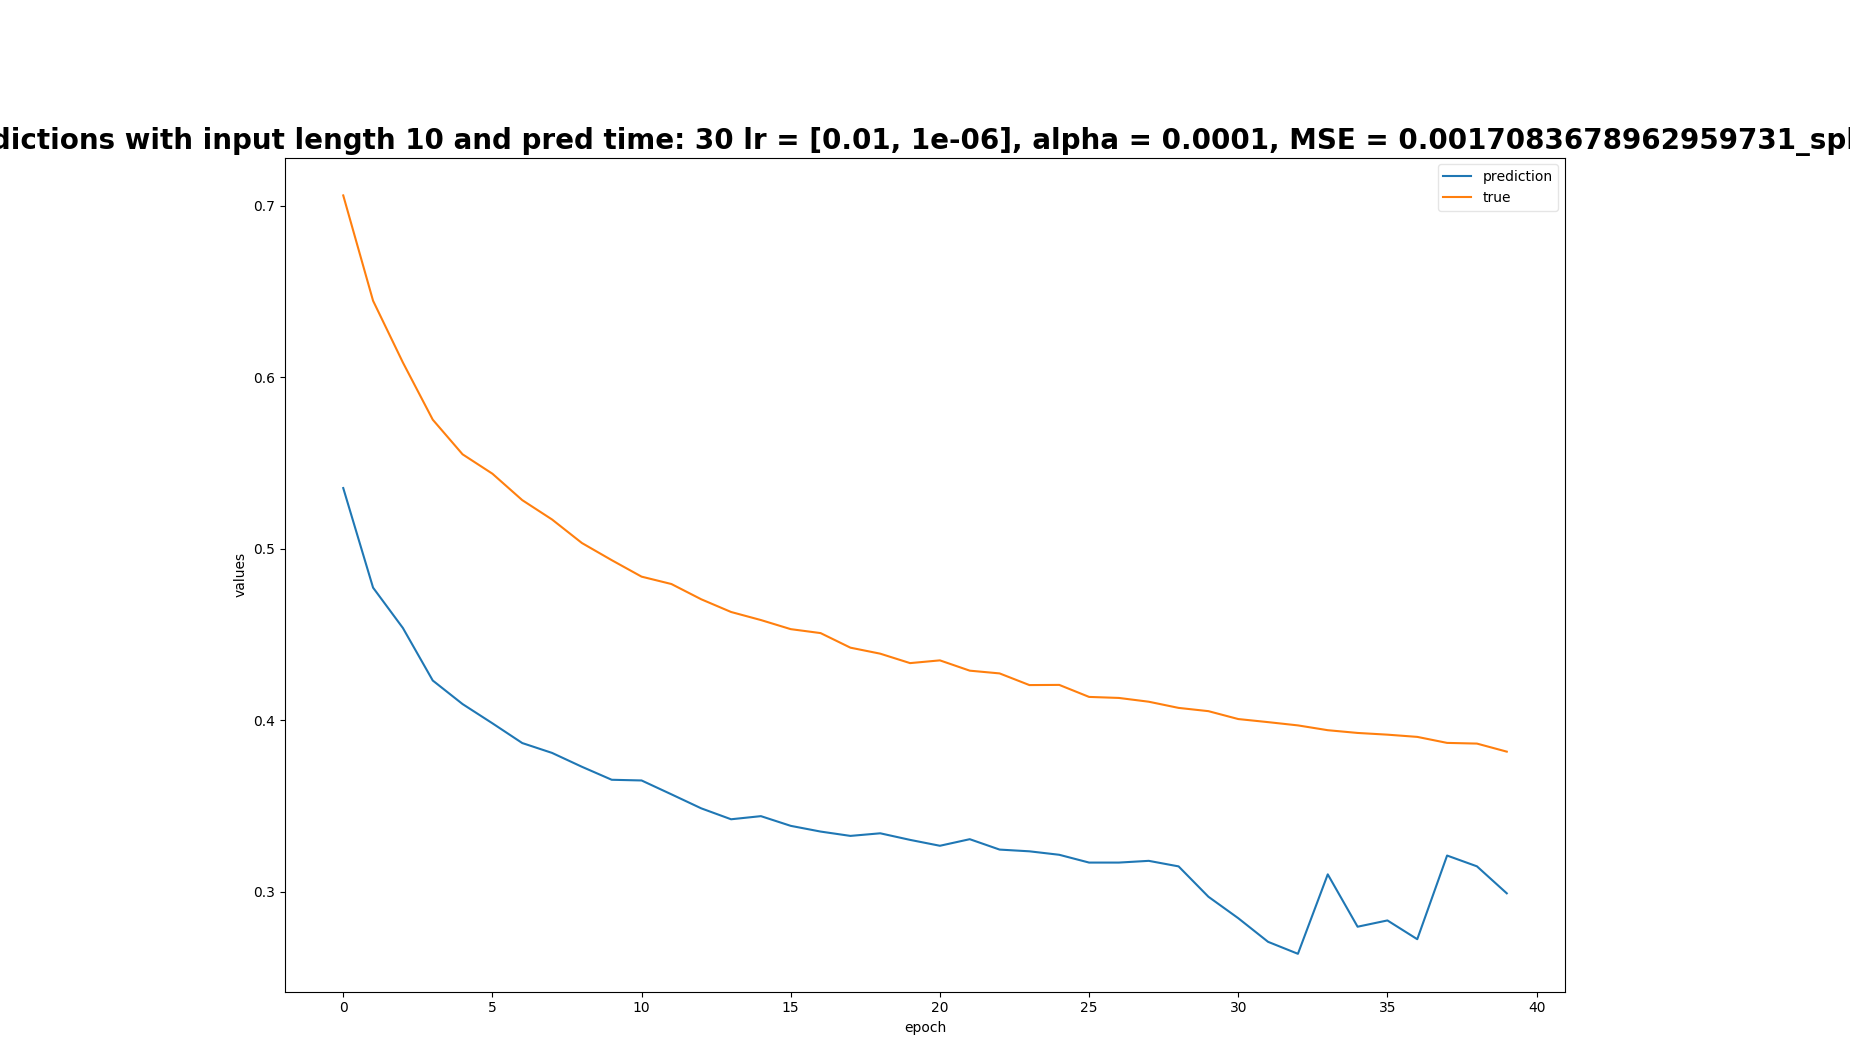 dictions with input length 10 and pred time: 30 lr = [0.01, 1e-06], alpha = 0.0001, MSE = 0.0017083678962959731_spl
prediction
true
0.7
0.6
0.5
0.4
0.3
values
0 5 10 15 20 25 30 35 40
epoch